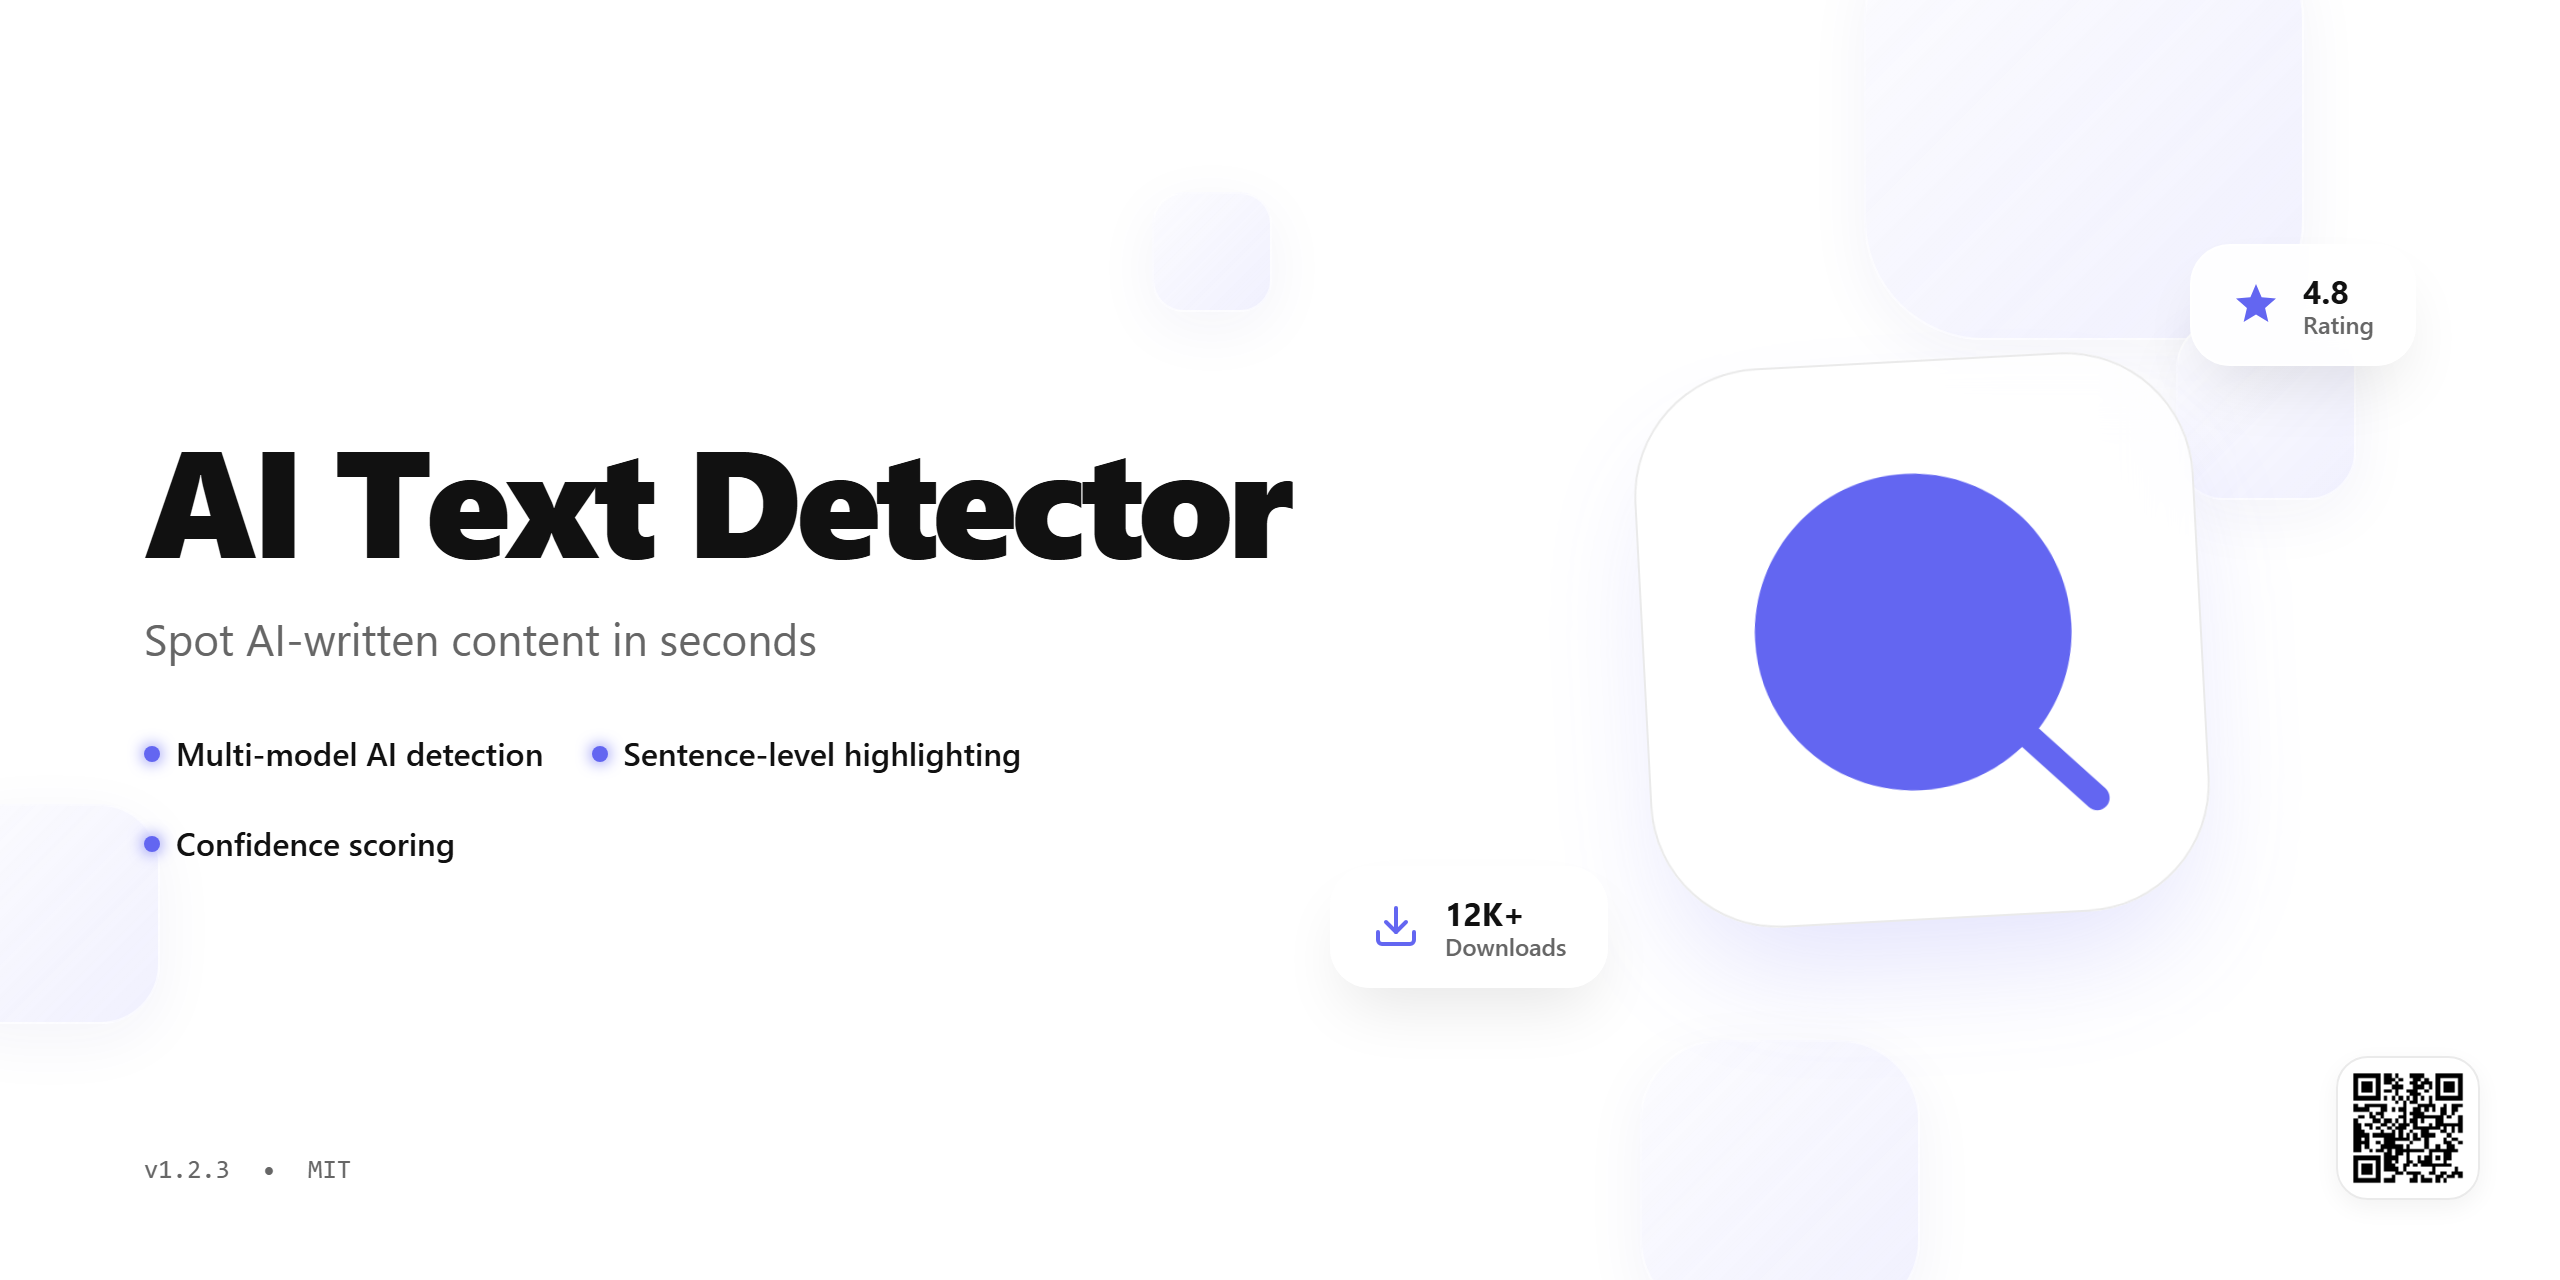 AI Text Detector
Spot AI-written content in seconds
Multi-model AI detection
Sentence-level highlighting
Confidence scoring
4.8
Rating
12K+
Downloads
v1.2.3 • MIT